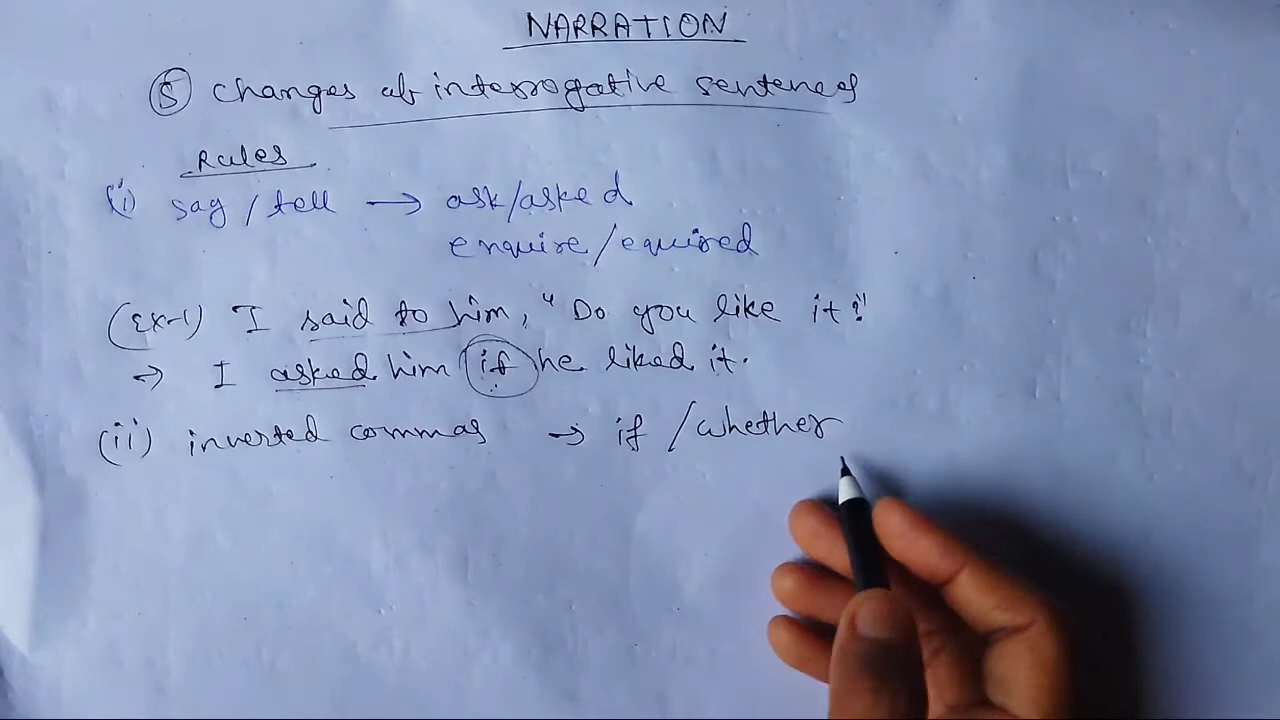 NARRATION
(5) Changes of interrogative sentences
Rules
(i) say / tell → ask/asked
enquire/equired
(Ex-1) I said to him, "Do you like it?"
→ I asked him if he liked it.
(ii) inverted commas → if / whether